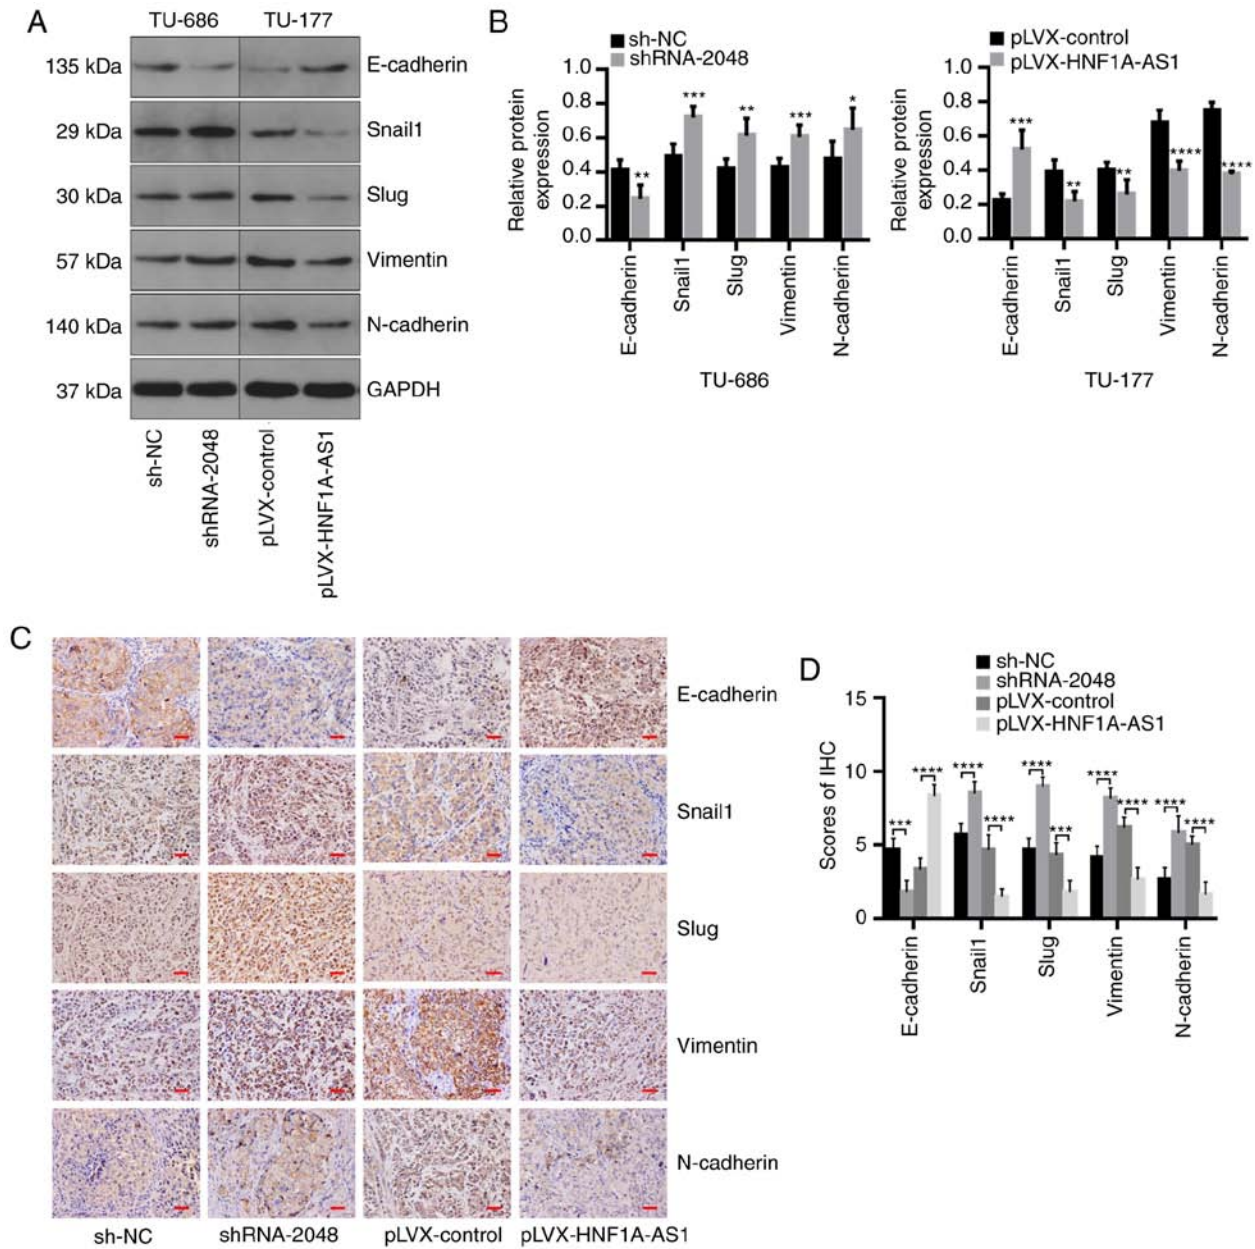 A
TU-686 TU-177
135 kDa E-cadherin
29 kDa Snail1
30 kDa Slug
57 kDa Vimentin
140 kDa N-cadherin
37 kDa GAPDH
sh-NC
shRNA-2048
pLVX-control
pLVX-HNF1A-AS1
B
sh-NC
shRNA-2048
Relative protein
expression
1.0
0.8
0.6
0.4
0.2
0.0
** *** ** *** *
E-cadherin
Snail1
Slug
Vimentin
N-cadherin
TU-686
pLVX-control
pLVX-HNF1A-AS1
Relative protein
expression
1.0
0.8
0.6
0.4
0.2
0.0
*** ** ** **** ****
E-cadherin
Snail1
Slug
Vimentin
N-cadherin
TU-177
C
E-cadherin
Snail1
Slug
Vimentin
N-cadherin
sh-NC shRNA-2048 pLVX-control pLVX-HNF1A-AS1
D
sh-NC
shRNA-2048
pLVX-control
pLVX-HNF1A-AS1
Scores of IHC
15
10
5
0
*** **** **** **** **** *** **** **** **** ****
E-cadherin
Snail1
Slug
Vimentin
N-cadherin